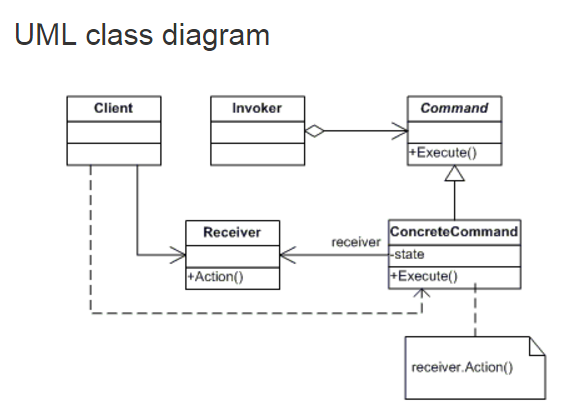 UML class diagram
Client
Invoker
Command
+Execute()
Receiver
+Action()
receiver
ConcreteCommand
-state
+Execute()
receiver.Action()